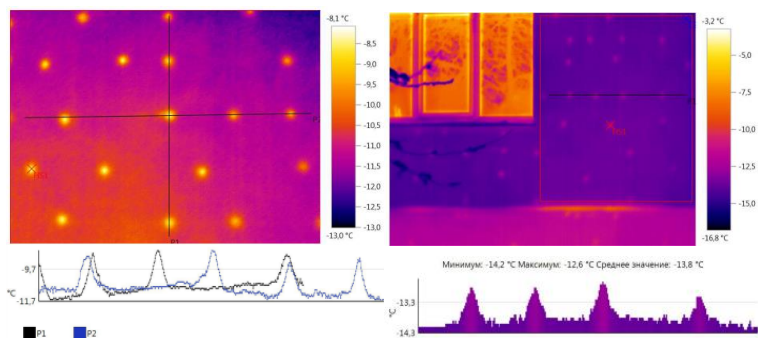 -8,1 °C
-8,5
-9,0
-9,5
-10,0
-10,5
-11,0
-11,5
-12,0
-12,5
-13,0
-13,0 °C
P1
-3,2 °C
-5,0
-7,5
-10,0
-12,5
-15,0
-16,8 °C
-9,7
°C
-11,7
P1
P2
Минимум: -14,2 °C Максимум: -12,6 °C Среднее значение: -13,8 °C
-13,3
°C
-14,3